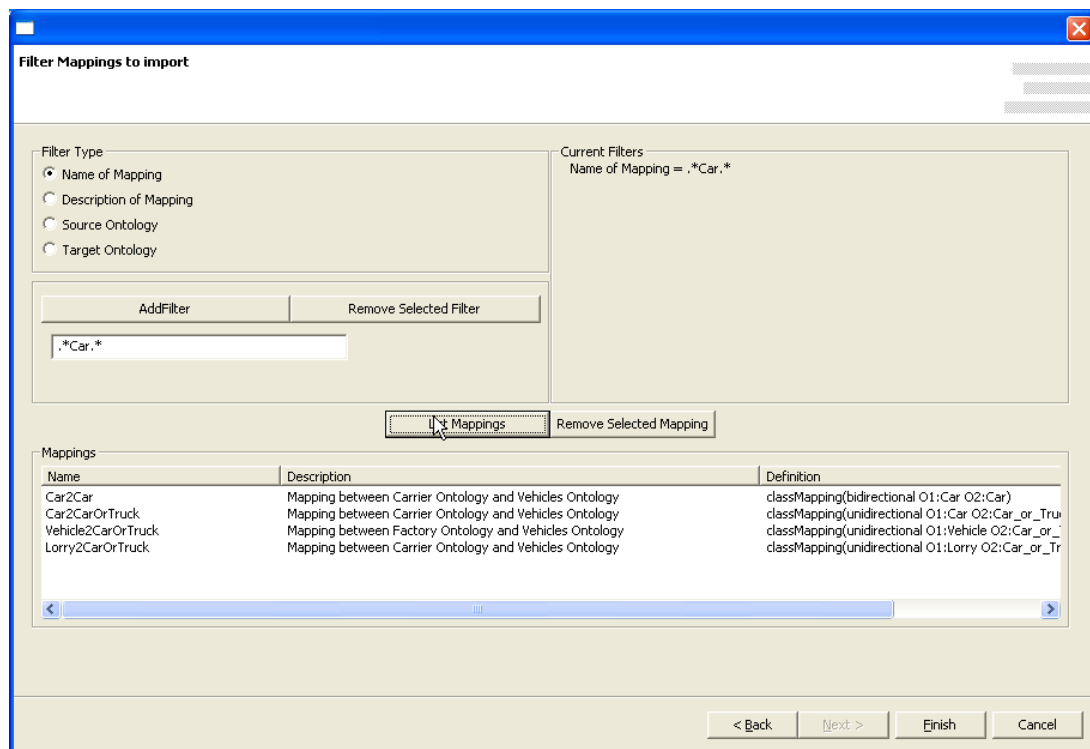 Filter Mappings to import
Filter Type
Name of Mapping
Description of Mapping
Source Ontology
Target Ontology
Current Filters
Name of Mapping = .*Car.*
AddFilter Remove Selected Filter
.*Car.*
Mappings Remove Selected Mapping
Mappings
Name Description Definition
Car2Car Mapping between Carrier Ontology and Vehicles Ontology classMapping(bidirectional O1:Car O2:Car)
Car2CarOrTruck Mapping between Carrier Ontology and Vehicles Ontology classMapping(unidirectional O1:Car O2:Car_or_Tru
Vehicle2CarOrTruck Mapping between Factory Ontology and Vehicles Ontology classMapping(unidirectional O1:Vehicle O2:Car_or_
Lorry2CarOrTruck Mapping between Carrier Ontology and Vehicles Ontology classMapping(unidirectional O1:Lorry O2:Car_or_Tr
< Back Next > Finish Cancel